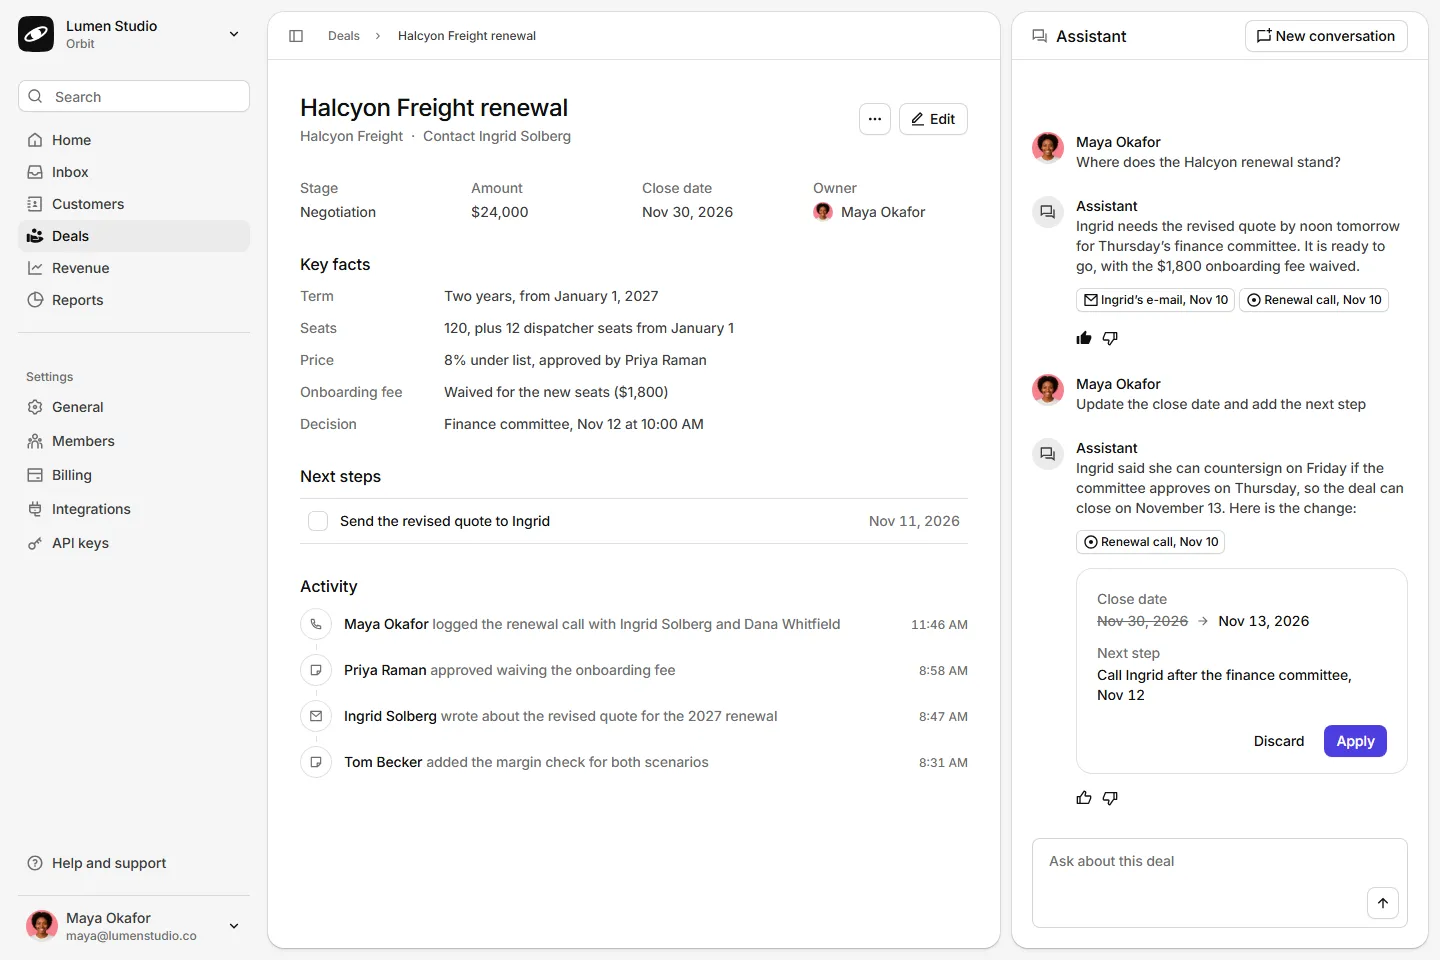 Lumen Studio
Orbit
Search
Home
Inbox
Customers
Deals
Revenue
Reports
Settings
General
Members
Billing
Integrations
API keys
Help and support
Maya Okafor
maya@lumenstudio.co
Deals
Halcyon Freight renewal
Halcyon Freight renewal
Halcyon Freight · Contact Ingrid Solberg
Edit
Stage Amount Close date Owner
Negotiation $24,000 Nov 30, 2026 Maya Okafor
Key facts
Term Two years, from January 1, 2027
Seats 120, plus 12 dispatcher seats from January 1
Price 8% under list, approved by Priya Raman
Onboarding fee Waived for the new seats ($1,800)
Decision Finance committee, Nov 12 at 10:00 AM
Next steps
Send the revised quote to Ingrid Nov 11, 2026
Activity
Maya Okafor logged the renewal call with Ingrid Solberg and Dana Whitfield 11:46 AM
Priya Raman approved waiving the onboarding fee 8:58 AM
Ingrid Solberg wrote about the revised quote for the 2027 renewal 8:47 AM
Tom Becker added the margin check for both scenarios 8:31 AM
Assistant
New conversation
Maya Okafor
Where does the Halcyon renewal stand?
Assistant
Ingrid needs the revised quote by noon tomorrow
for Thursday’s finance committee. It is ready to
go, with the $1,800 onboarding fee waived.
Ingrid’s e-mail, Nov 10 Renewal call, Nov 10
Maya Okafor
Update the close date and add the next step
Assistant
Ingrid said she can countersign on Friday if the
committee approves on Thursday, so the deal can
close on November 13. Here is the change:
Renewal call, Nov 10
Close date
Nov 30, 2026 → Nov 13, 2026
Next step
Call Ingrid after the finance committee,
Nov 12
Discard Apply
Ask about this deal